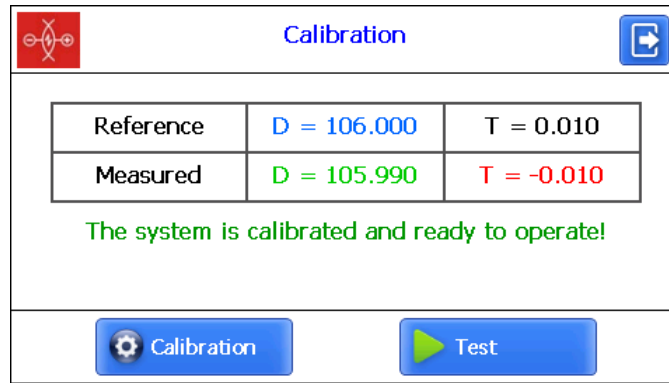 Calibration
Reference D = 106.000 T = 0.010
Measured D = 105.990 T = -0.010
The system is calibrated and ready to operate!
Calibration Test